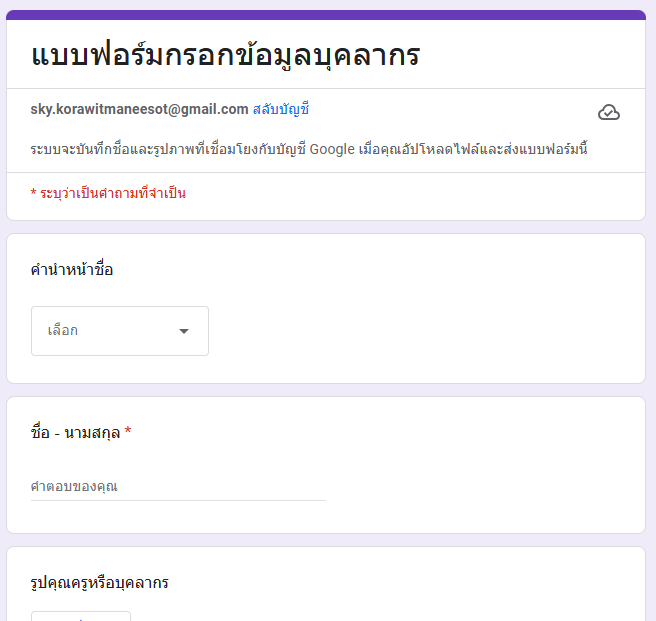 แบบฟอร์มกรอกข้อมูลบุคลากร
sky.korawitmaneesot@gmail.com สลับบัญชี
ระบบจะบันทึกชื่อและรูปภาพที่เชื่อมโยงกับบัญชี Google เมื่อคุณอัปโหลดไฟล์และส่งแบบฟอร์มนี้
* ระบุว่าเป็นคำถามที่จำเป็น
คำนำหน้าชื่อ
เลือก
ชื่อ - นามสกุล *
คำตอบของคุณ
รูปคุณครูหรือบุคลากร